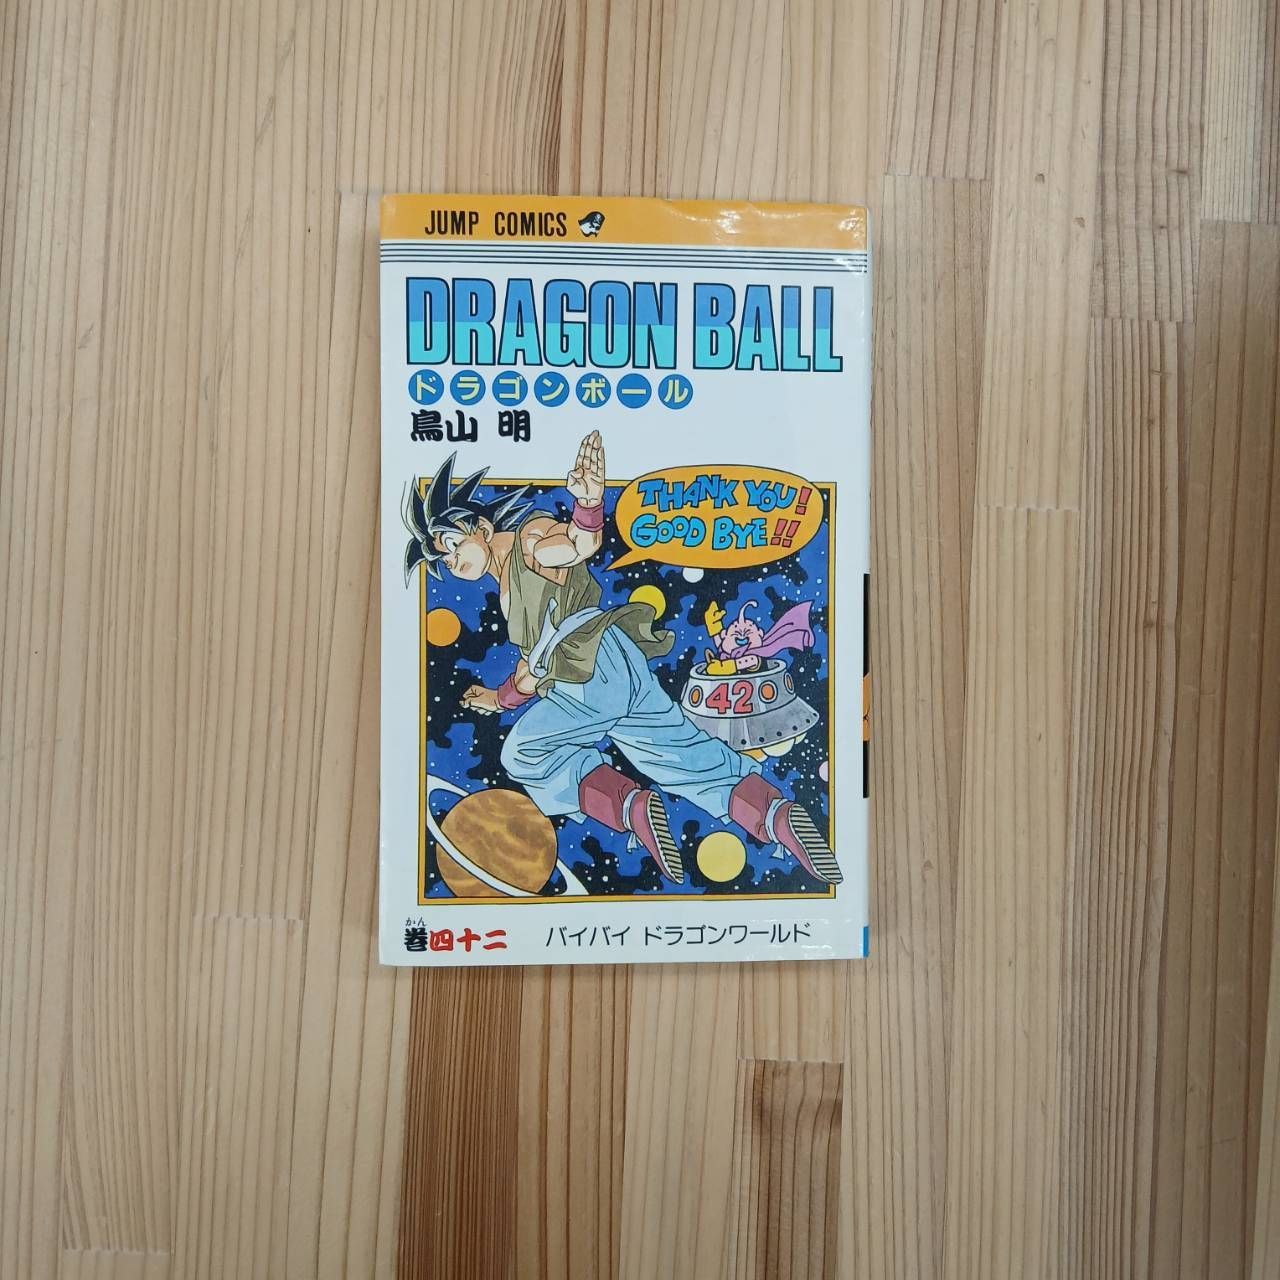 JUMP COMICS
DRAGON BALL
ドラゴンボール
鳥山 明
THANK YOU!
GOOD BYE!!
42
かん
巻四十二
バイバイ ドラゴンワールド